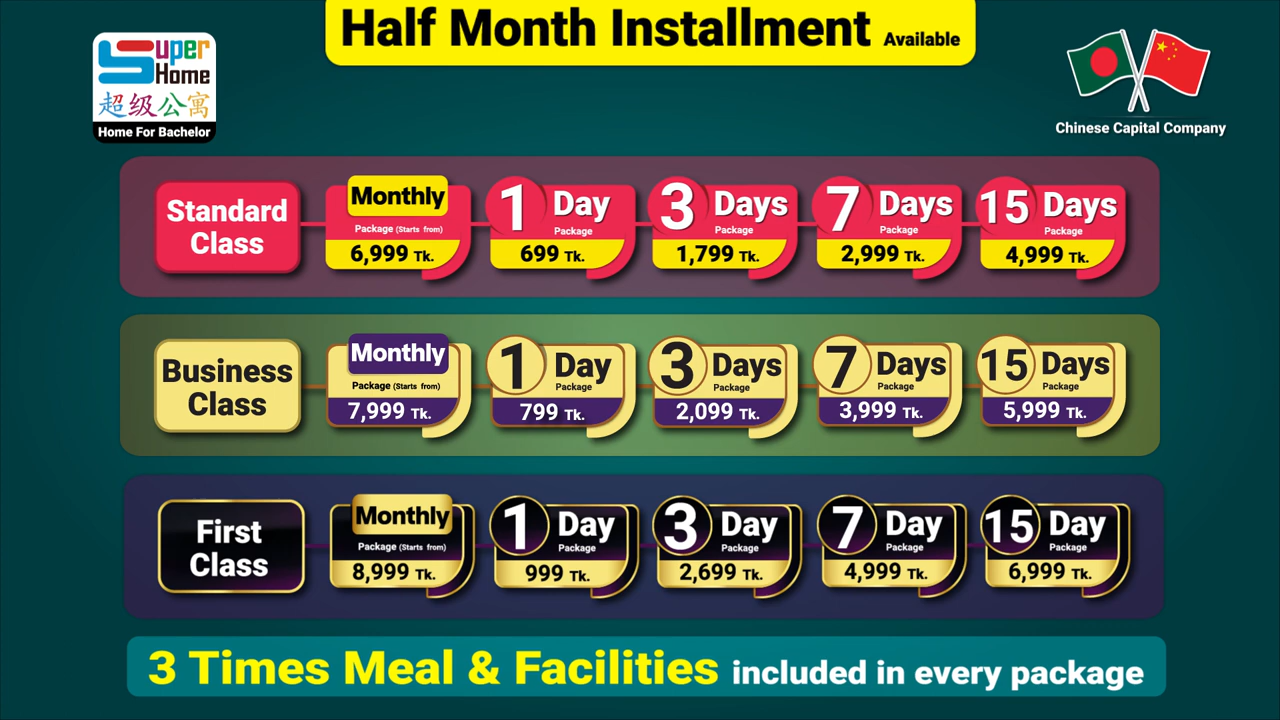 Half Month Installment Available
Super
Home
超级公寓
Home For Bachelor
Chinese Capital Company
Standard
Class
Monthly
Package (Starts from)
6,999 Tk.
1 Day
Package
699 Tk.
3 Days
Package
1,799 Tk.
7 Days
Package
2,999 Tk.
15 Days
Package
4,999 Tk.
Business
Class
Monthly
Package (Starts from)
7,999 Tk.
1 Day
Package
799 Tk.
3 Days
Package
2,099 Tk.
7 Days
Package
3,999 Tk.
15 Days
Package
5,999 Tk.
First
Class
Monthly
Package (Starts from)
8,999 Tk.
1 Day
Package
999 Tk.
3 Day
Package
2,699 Tk.
7 Day
Package
4,999 Tk.
15 Day
Package
6,999 Tk.
3 Times Meal & Facilities included in every package